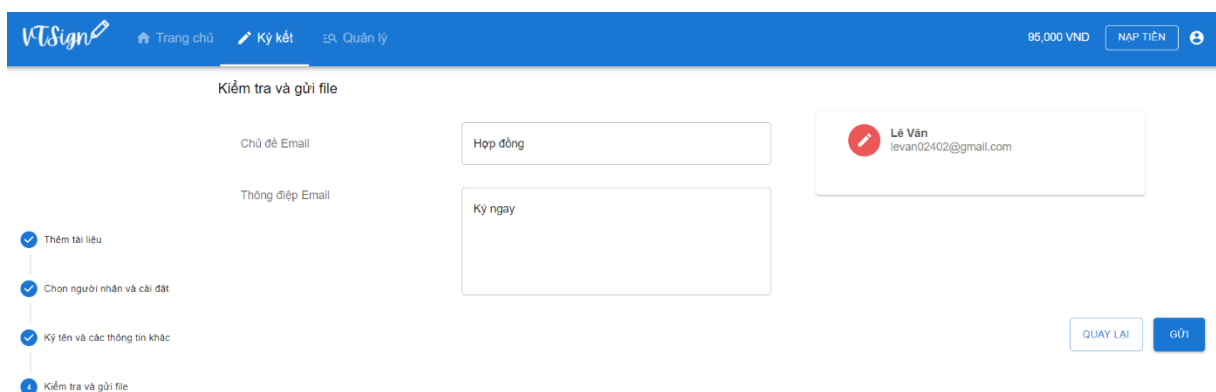 VTSign
Trang chủ
Ký kết
Quản lý
95,000 VND
NẠP TIỀN
Kiểm tra và gửi file
Chủ đề Email
Hợp đồng
Lê Văn
levan02402@gmail.com
Thông điệp Email
Ký ngay
Thêm tài liệu
Chọn người nhận và cài đặt
Ký tên và các thông tin khác
QUAY LẠI
GỬI
4
Kiểm tra và gửi file